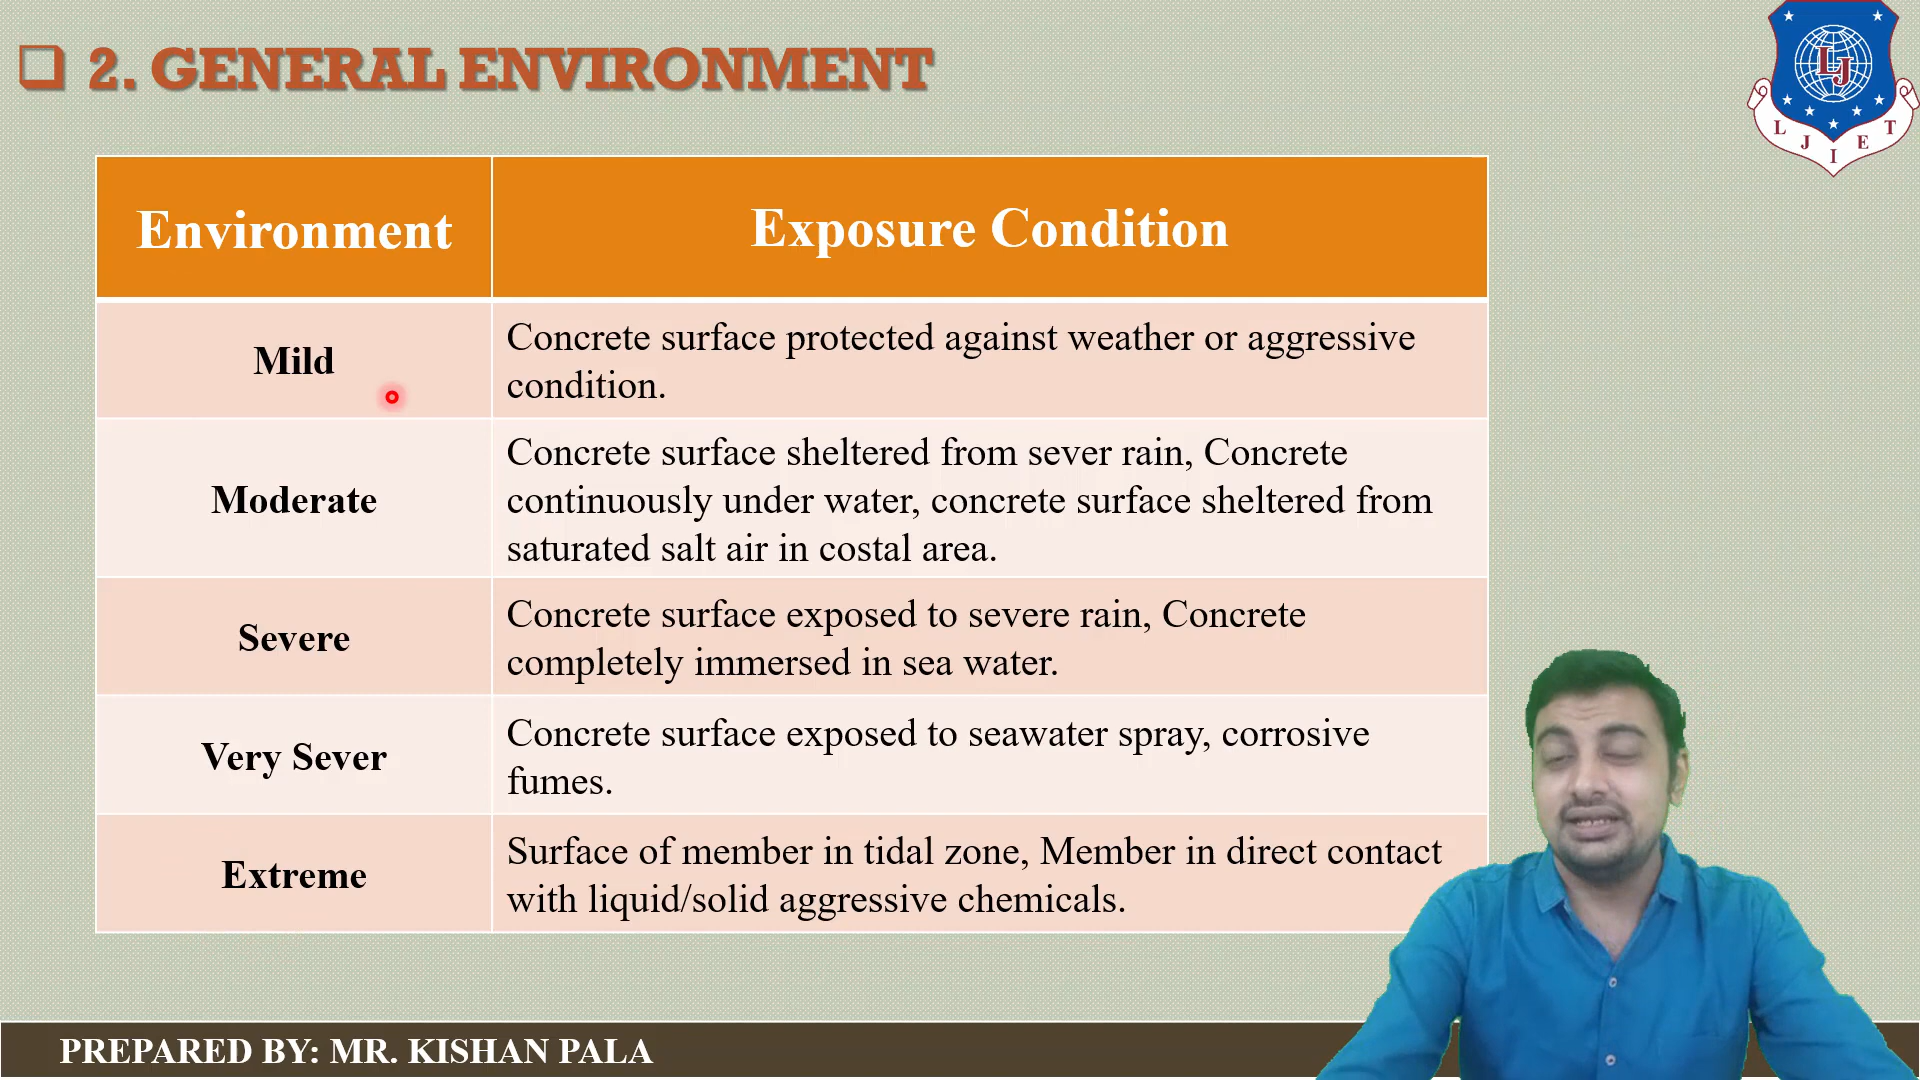 2. GENERAL ENVIRONMENT
LJ
L J I E T
Environment
Exposure Condition
Mild
Concrete surface protected against weather or aggressive
condition.
Moderate
Concrete surface sheltered from sever rain, Concrete
continuously under water, concrete surface sheltered from
saturated salt air in costal area.
Severe
Concrete surface exposed to severe rain, Concrete
completely immersed in sea water.
Very Sever
Concrete surface exposed to seawater spray, corrosive
fumes.
Extreme
Surface of member in tidal zone, Member in direct contact
with liquid/solid aggressive chemicals.
PREPARED BY: MR. KISHAN PALA